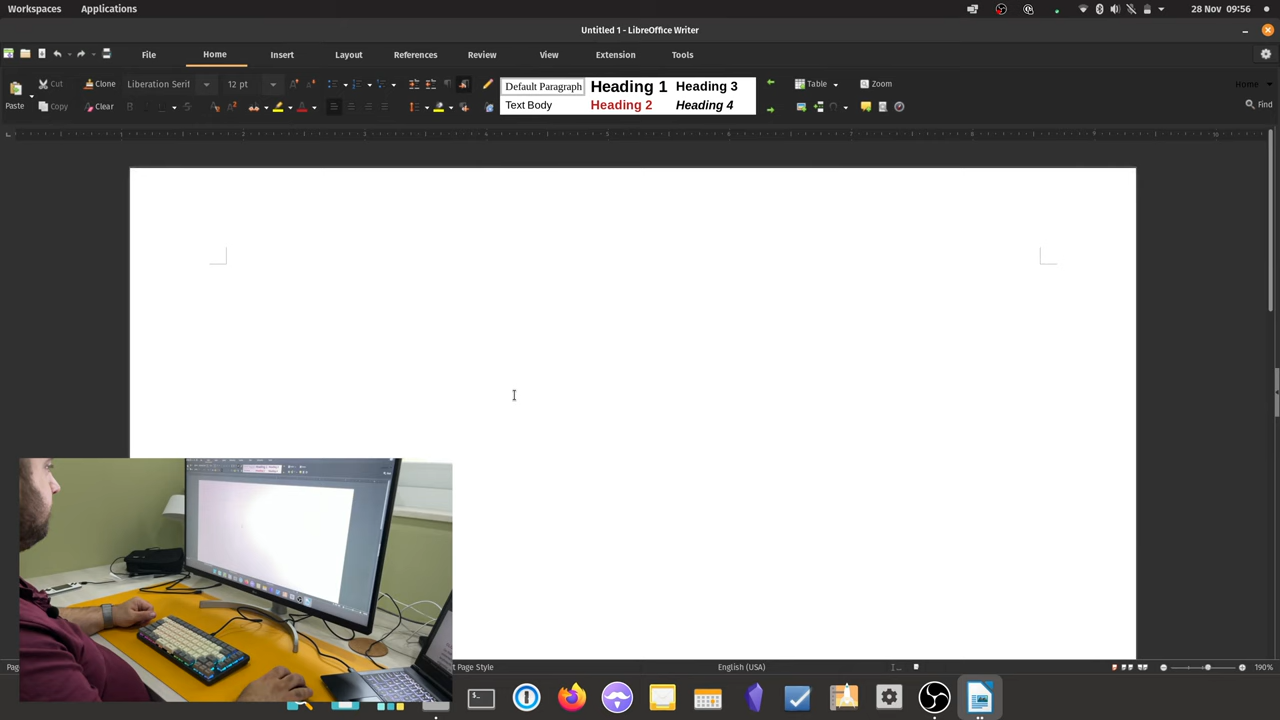 Workspaces Applications 28 Nov 09:56
Untitled 1 - LibreOffice Writer
File Home Insert Layout References Review View Extension Tools
Paste Cut Clone Liberation Serif 12 pt Default Paragraph Heading 1 Heading 3 Table Zoom Home
Copy Clear Text Body Heading 2 Heading 4 Find
Page Style English (USA) 190%